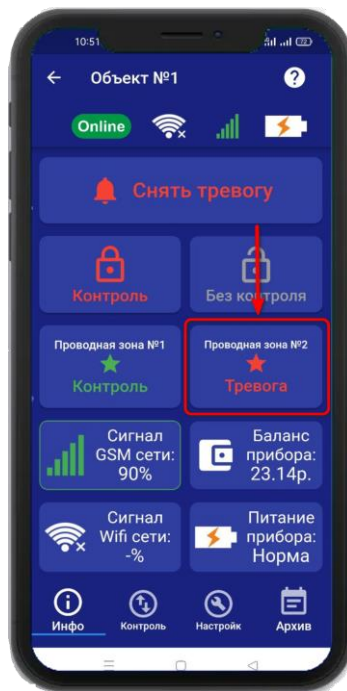 10:51
72
Объект №1
?
Online
Снять тревогу
Контроль
Без контроля
Проводная зона №1
Контроль
Проводная зона №2
Тревога
Сигнал
GSM сети:
90%
Баланс
прибора:
23.14р.
Сигнал
Wifi сети:
-%
Питание
прибора:
Норма
Инфо
Контроль
Настройк
Архив